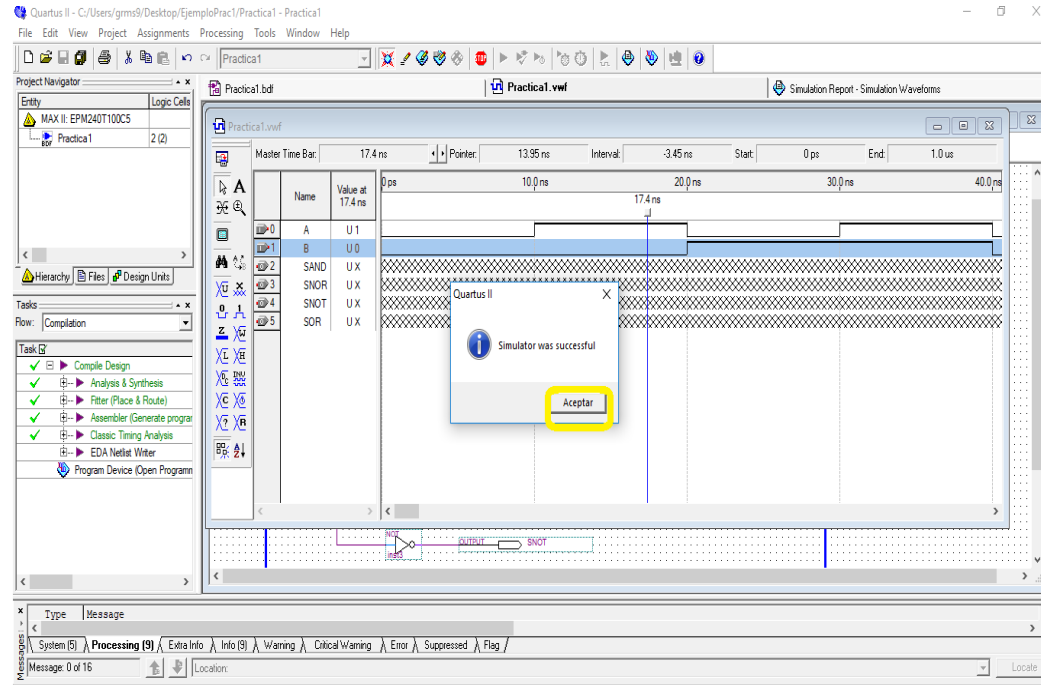 Quartus II - C:/Users/grms9/Desktop/EjemploPrac1/Practica1 - Practica1
File Edit View Project Assignments Processing Tools Window Help
Practica1
Project Navigator
Entity Logic Cells
MAX II: EPM240T100C5
Practica1 2 (2)
Hierarchy Files Design Units
Tasks
Flow: Compilation
Task
Compile Design
Analysis & Synthesis
Fitter (Place & Route)
Assembler (Generate program
Classic Timing Analysis
EDA Netlist Writer
Program Device (Open Programm
Practica1.bdf
Practica1.vwf
Simulation Report - Simulation Waveforms
Practica1.vwf
Master Time Bar: 17.4 ns Pointer: 13.95 ns Interval: -3.45 ns Start: 0 ps End: 1.0 us
Name Value at 17.4 ns
0 ps 10.0 ns 20.0 ns 30.0 ns 40.0 ns
17.4 ns
0 A U 1
1 B U 0
2 SAND U X
3 SNOR U X
4 SNOT U X
5 SOR U X
Quartus II
Simulator was successful
Aceptar
NOT
OUTPUT SNOT
inst3
Type Message
System (5) Processing (9) Extra Info Info (9) Warning Critical Warning Error Suppressed Flag
Messages
Message: 0 of 16 Location: Locate